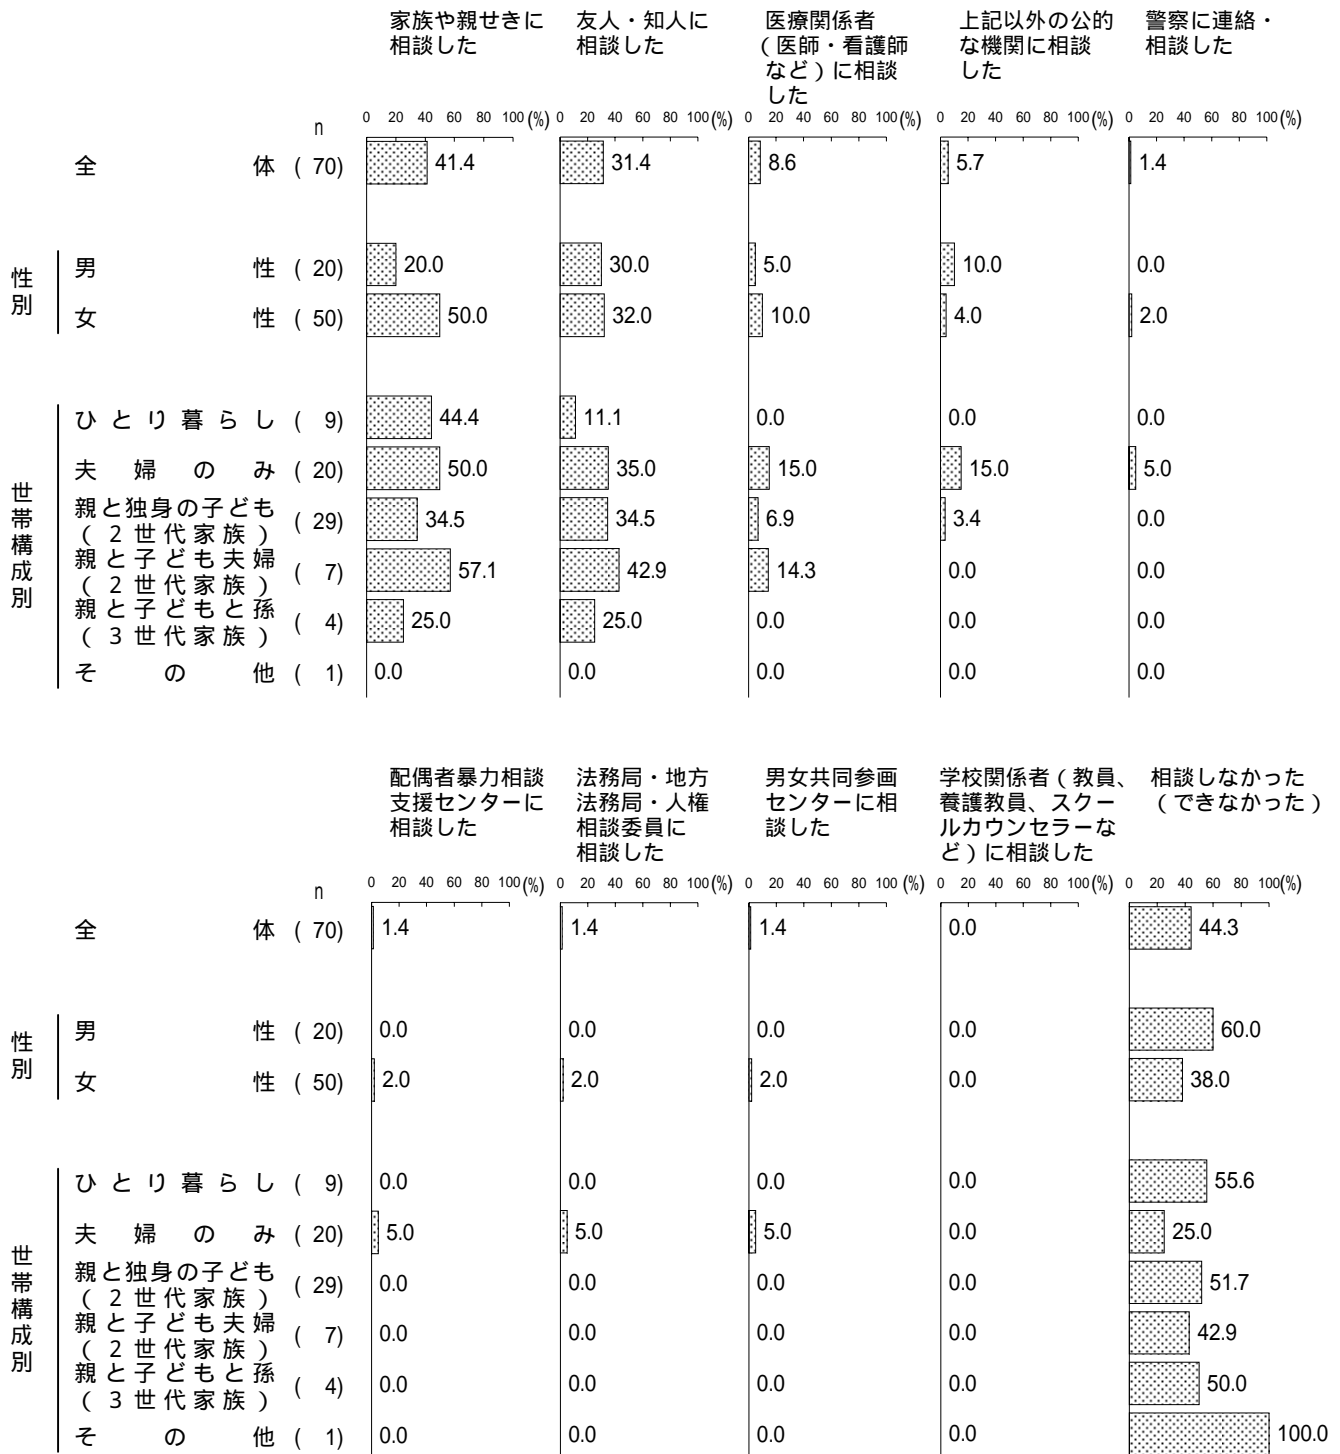 家族や親せきに
相談した
友人・知人に
相談した
医療関係者
（医師・看護師
など）に相談
した
上記以外の公的
な機関に相談
した
警察に連絡・
相談した
n
0 20 40 60 80 100(%)
0 20 40 60 80 100(%)
0 20 40 60 80 100(%)
0 20 40 60 80 100(%)
0 20 40 60 80 100(%)
全体 ( 70) 41.4 31.4 8.6 5.7 1.4
性別
男性 ( 20) 20.0 30.0 5.0 10.0 0.0
女性 ( 50) 50.0 32.0 10.0 4.0 2.0
世帯構成別
ひとり暮らし ( 9) 44.4 11.1 0.0 0.0 0.0
夫婦のみ ( 20) 50.0 35.0 15.0 15.0 5.0
親と独身の子ども
（２世代家族） ( 29) 34.5 34.5 6.9 3.4 0.0
親と子ども夫婦
（２世代家族） ( 7) 57.1 42.9 14.3 0.0 0.0
親と子どもと孫
（３世代家族） ( 4) 25.0 25.0 0.0 0.0 0.0
その他 ( 1) 0.0 0.0 0.0 0.0 0.0
配偶者暴力相談
支援センターに
相談した
法務局・地方
法務局・人権
相談委員に
相談した
男女共同参画
センターに相
談した
学校関係者（教員、
養護教員、スクー
ルカウンセラーな
ど）に相談した
相談しなかった
（できなかった）
n
0 20 40 60 80 100(%)
0 20 40 60 80 100(%)
0 20 40 60 80 100(%)
0 20 40 60 80 100(%)
0 20 40 60 80 100(%)
全体 ( 70) 1.4 1.4 1.4 0.0 44.3
性別
男性 ( 20) 0.0 0.0 0.0 0.0 60.0
女性 ( 50) 2.0 2.0 2.0 0.0 38.0
世帯構成別
ひとり暮らし ( 9) 0.0 0.0 0.0 0.0 55.6
夫婦のみ ( 20) 5.0 5.0 5.0 0.0 25.0
親と独身の子ども
（２世代家族） ( 29) 0.0 0.0 0.0 0.0 51.7
親と子ども夫婦
（２世代家族） ( 7) 0.0 0.0 0.0 0.0 42.9
親と子どもと孫
（３世代家族） ( 4) 0.0 0.0 0.0 0.0 50.0
その他 ( 1) 0.0 0.0 0.0 0.0 100.0